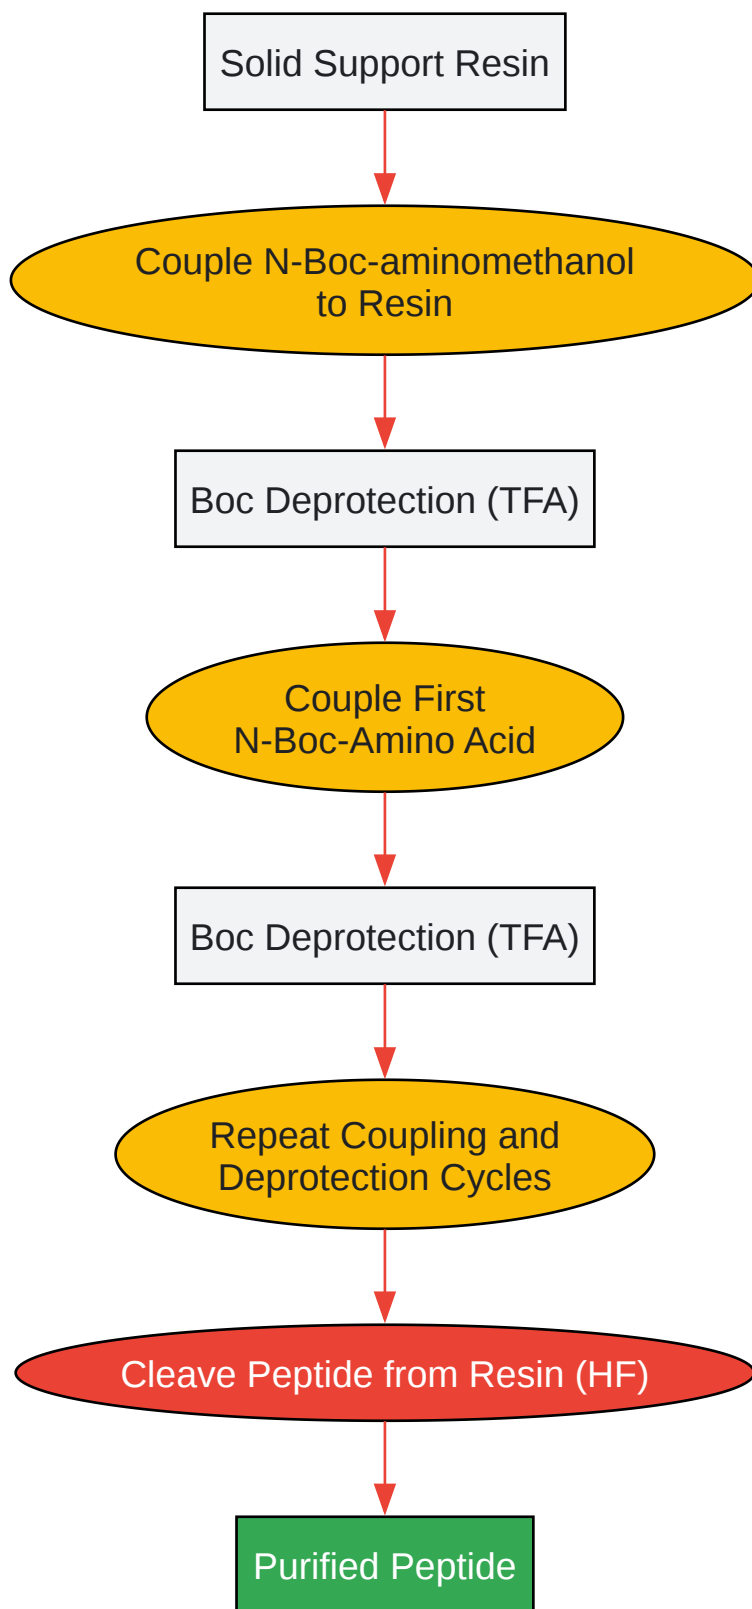 Solid Support Resin
Couple N-Boc-aminomethanol
to Resin
Boc Deprotection (TFA)
Couple First
N-Boc-Amino Acid
Boc Deprotection (TFA)
Repeat Coupling and
Deprotection Cycles
Cleave Peptide from Resin (HF)
Purified Peptide